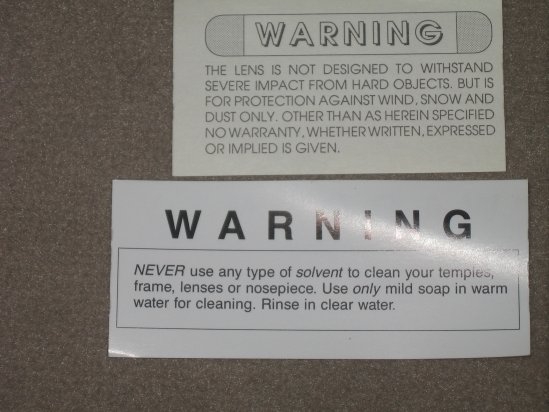 WARNING
THE LENS IS NOT DESIGNED TO WITHSTAND
SEVERE IMPACT FROM HARD OBJECTS. BUT IS
FOR PROTECTION AGAINST WIND, SNOW AND
DUST ONLY. OTHER THAN AS HEREIN SPECIFIED
NO WARRANTY, WHETHER WRITTEN, EXPRESSED
OR IMPLIED IS GIVEN.
WARNING
NEVER use any type of solvent to clean your temples,
frame, lenses or nosepiece. Use only mild soap in warm
water for cleaning. Rinse in clear water.